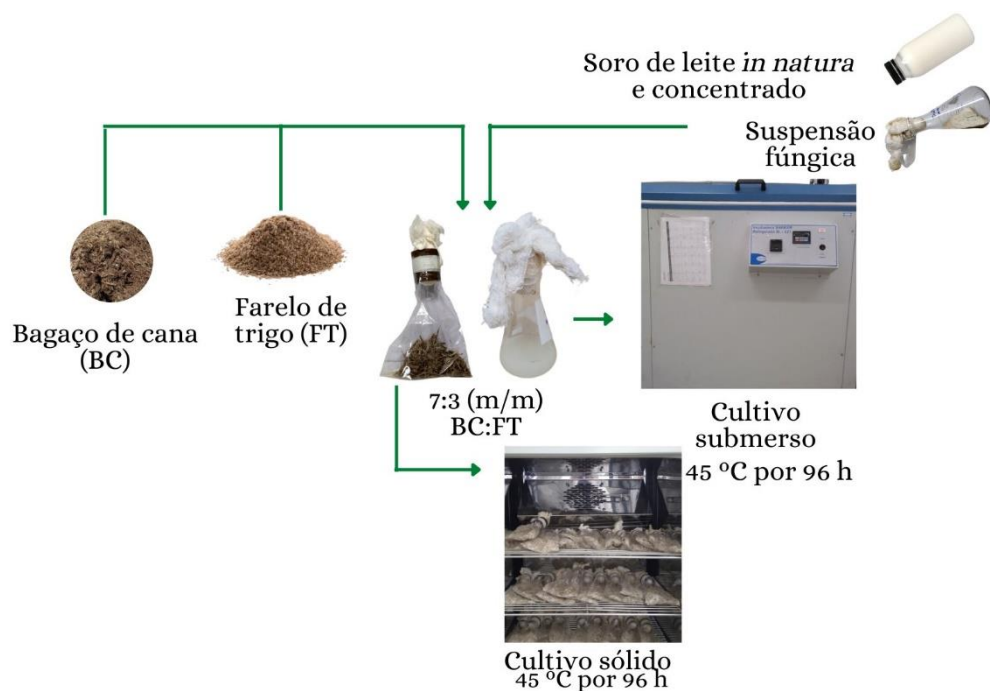 Soro de leite in natura
e concentrado
Suspensão
fúngica
Bagaço de cana
(BC)
Farelo de
trigo (FT)
7:3 (m/m)
BC:FT
Cultivo
submerso
45 ºC por 96 h
Cultivo sólido
45 ºC por 96 h